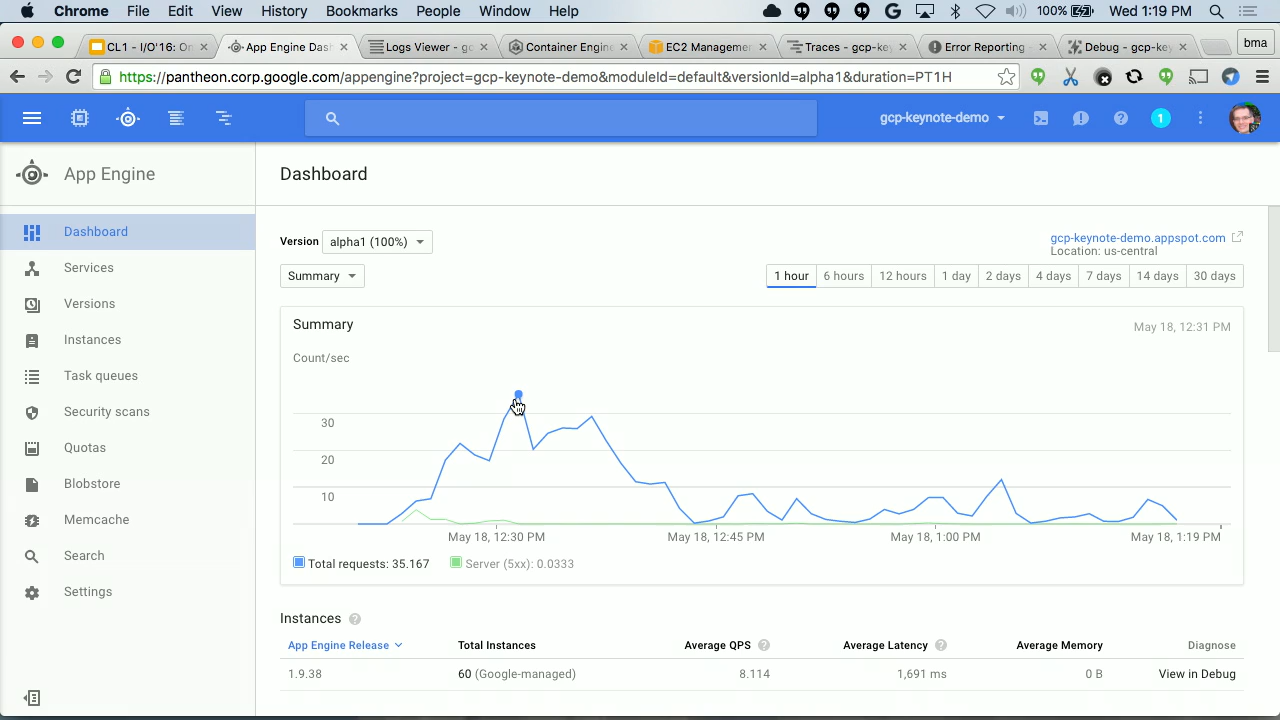 Chrome File Edit View History Bookmarks People Window Help 100% Wed 1:19 PM
CL1 - I/O'16: On App Engine Das Logs Viewer - gc Container Engin EC2 Managemen Traces - gcp-key Error Reporting - Debug - gcp-key bma
https://pantheon.corp.google.com/appengine?project=gcp-keynote-demo&moduleId=default&versionId=alpha1&duration=PT1H
gcp-keynote-demo 1
App Engine
Dashboard
Dashboard
Services
Versions
Instances
Task queues
Security scans
Quotas
Blobstore
Memcache
Search
Settings
Version alpha1 (100%)
gcp-keynote-demo.appspot.com
Location: us-central
Summary
1 hour 6 hours 12 hours 1 day 2 days 4 days 7 days 14 days 30 days
Summary
May 18, 12:31 PM
Count/sec
30
20
10
May 18, 12:30 PM May 18, 12:45 PM May 18, 1:00 PM May 18, 1:19 PM
Total requests: 35.167 Server (5xx): 0.0333
Instances
App Engine Release Total Instances Average QPS Average Latency Average Memory Diagnose
1.9.38 60 (Google-managed) 8.114 1,691 ms 0 B View in Debug